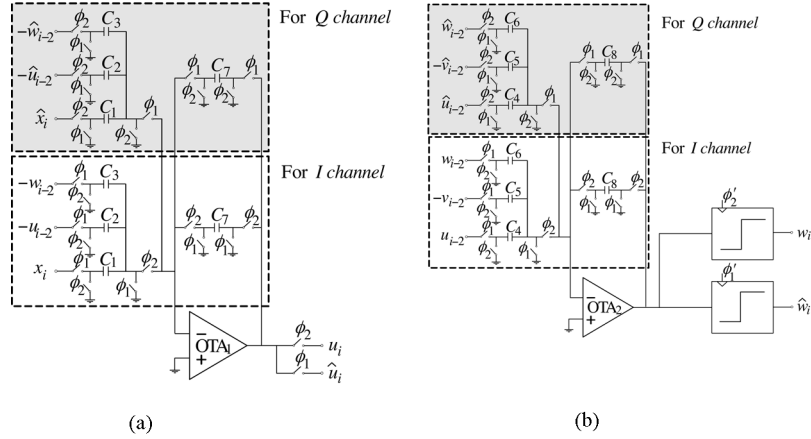 For Q channel
−ŵᵢ₋₂ ϕ₂ C₃
ϕ₁
−ûᵢ₋₂ ϕ₂ C₂
ϕ₁
x̂ᵢ ϕ₂ C₁ ϕ₁
ϕ₁ ϕ₂
ϕ₁ C₇ ϕ₁
ϕ₂ ϕ₂
For I channel
−wᵢ₋₂ ϕ₁ C₃
ϕ₂
−uᵢ₋₂ ϕ₁ C₂
ϕ₂
xᵢ ϕ₁ C₁ ϕ₂
ϕ₂ ϕ₁
ϕ₂ C₇ ϕ₂
ϕ₁ ϕ₁
−
OTA₁
+
ϕ₂ uᵢ
ϕ₁ ûᵢ
(a)
For Q channel
ŵᵢ₋₂ ϕ₂ C₆
ϕ₁
−v̂ᵢ₋₂ ϕ₂ C₅
ϕ₁
ûᵢ₋₂ ϕ₂ C₄ ϕ₁
ϕ₁ ϕ₂
ϕ₁ C₈ ϕ₁
ϕ₂ ϕ₂
For I channel
wᵢ₋₂ ϕ₁ C₆
ϕ₂
−vᵢ₋₂ ϕ₁ C₅
ϕ₂
uᵢ₋₂ ϕ₁ C₄ ϕ₂
ϕ₂ ϕ₁
ϕ₂ C₈ ϕ₂
ϕ₁ ϕ₁
−
OTA₂
+
ϕ₂′
wᵢ
ϕ₁′
ŵᵢ
(b)